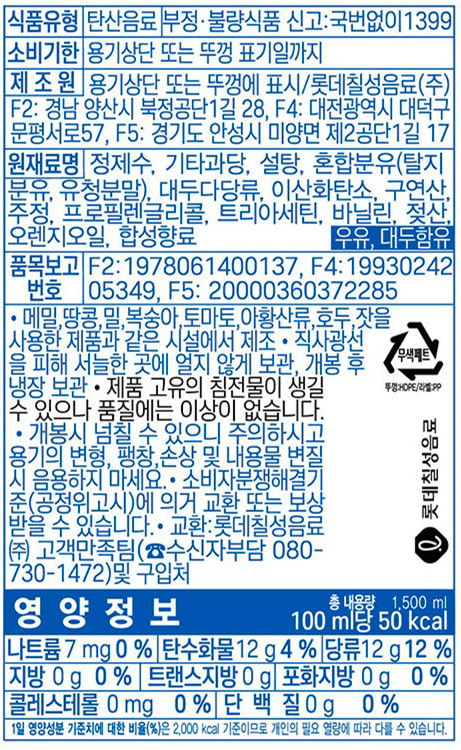 식품유형 탄산음료 부정·불량식품 신고:국번없이1399
소비기한 용기상단 또는 뚜껑 표기일까지
제조원 용기상단 또는 뚜껑에 표시/롯데칠성음료(주)
F2: 경남 양산시 북정공단1길 28, F4: 대전광역시 대덕구
문평서로57, F5: 경기도 안성시 미양면 제2공단1길 17
원재료명 정제수, 기타과당, 설탕, 혼합분유(탈지
분유, 유청분말), 대두다당류, 이산화탄소, 구연산,
주정, 프로필렌글리콜, 트리아세틴, 바닐린, 젖산,
오렌지오일, 합성향료 우유, 대두함유
품목보고
번호
F2:1978061400137, F4:19930242
05349, F5: 20000360372285
•메밀,땅콩,밀,복숭아,토마토,아황산류,호두,잣을
사용한 제품과 같은 시설에서 제조 •직사광선
을 피해 서늘한 곳에 얼지 않게 보관, 개봉 후
냉장 보관 •제품 고유의 침전물이 생길
수 있으나 품질에는 이상이 없습니다.
•개봉시 넘칠 수 있으니 주의하시고
용기의 변형, 팽창,손상 및 내용물 변질
시 음용하지 마세요.•소비자분쟁해결기
준(공정위고시)에 의거 교환 또는 보상
받을 수 있습니다.•교환:롯데칠성음료
㈜ 고객만족팀(☎수신자부담 080-
730-1472)및 구입처
무색페트
뚜껑:HDPE/라벨:PP
롯데칠성음료
영양정보 총 내용량 1,500 ml
100 ml당 50 kcal
나트륨 7 mg 0 % 탄수화물 12 g 4 % 당류 12 g 12 %
지방 0 g 0 % 트랜스지방 0 g 포화지방 0 g 0 %
콜레스테롤 0 mg 0 % 단백질 0 g 0 %
1일 영양성분 기준치에 대한 비율(%)은 2,000 kcal 기준이므로 개인의 필요 열량에 따라 다를 수 있습니다.